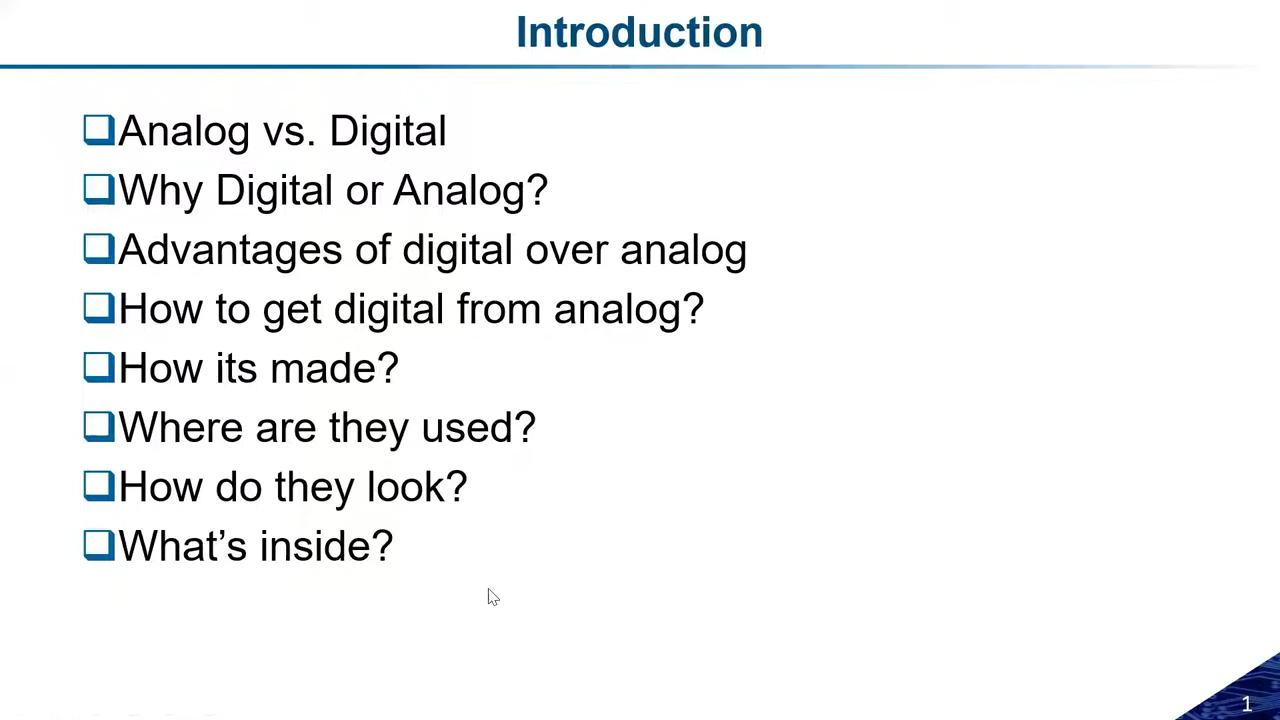 Introduction
Analog vs. Digital
Why Digital or Analog?
Advantages of digital over analog
How to get digital from analog?
How its made?
Where are they used?
How do they look?
What’s inside?
1